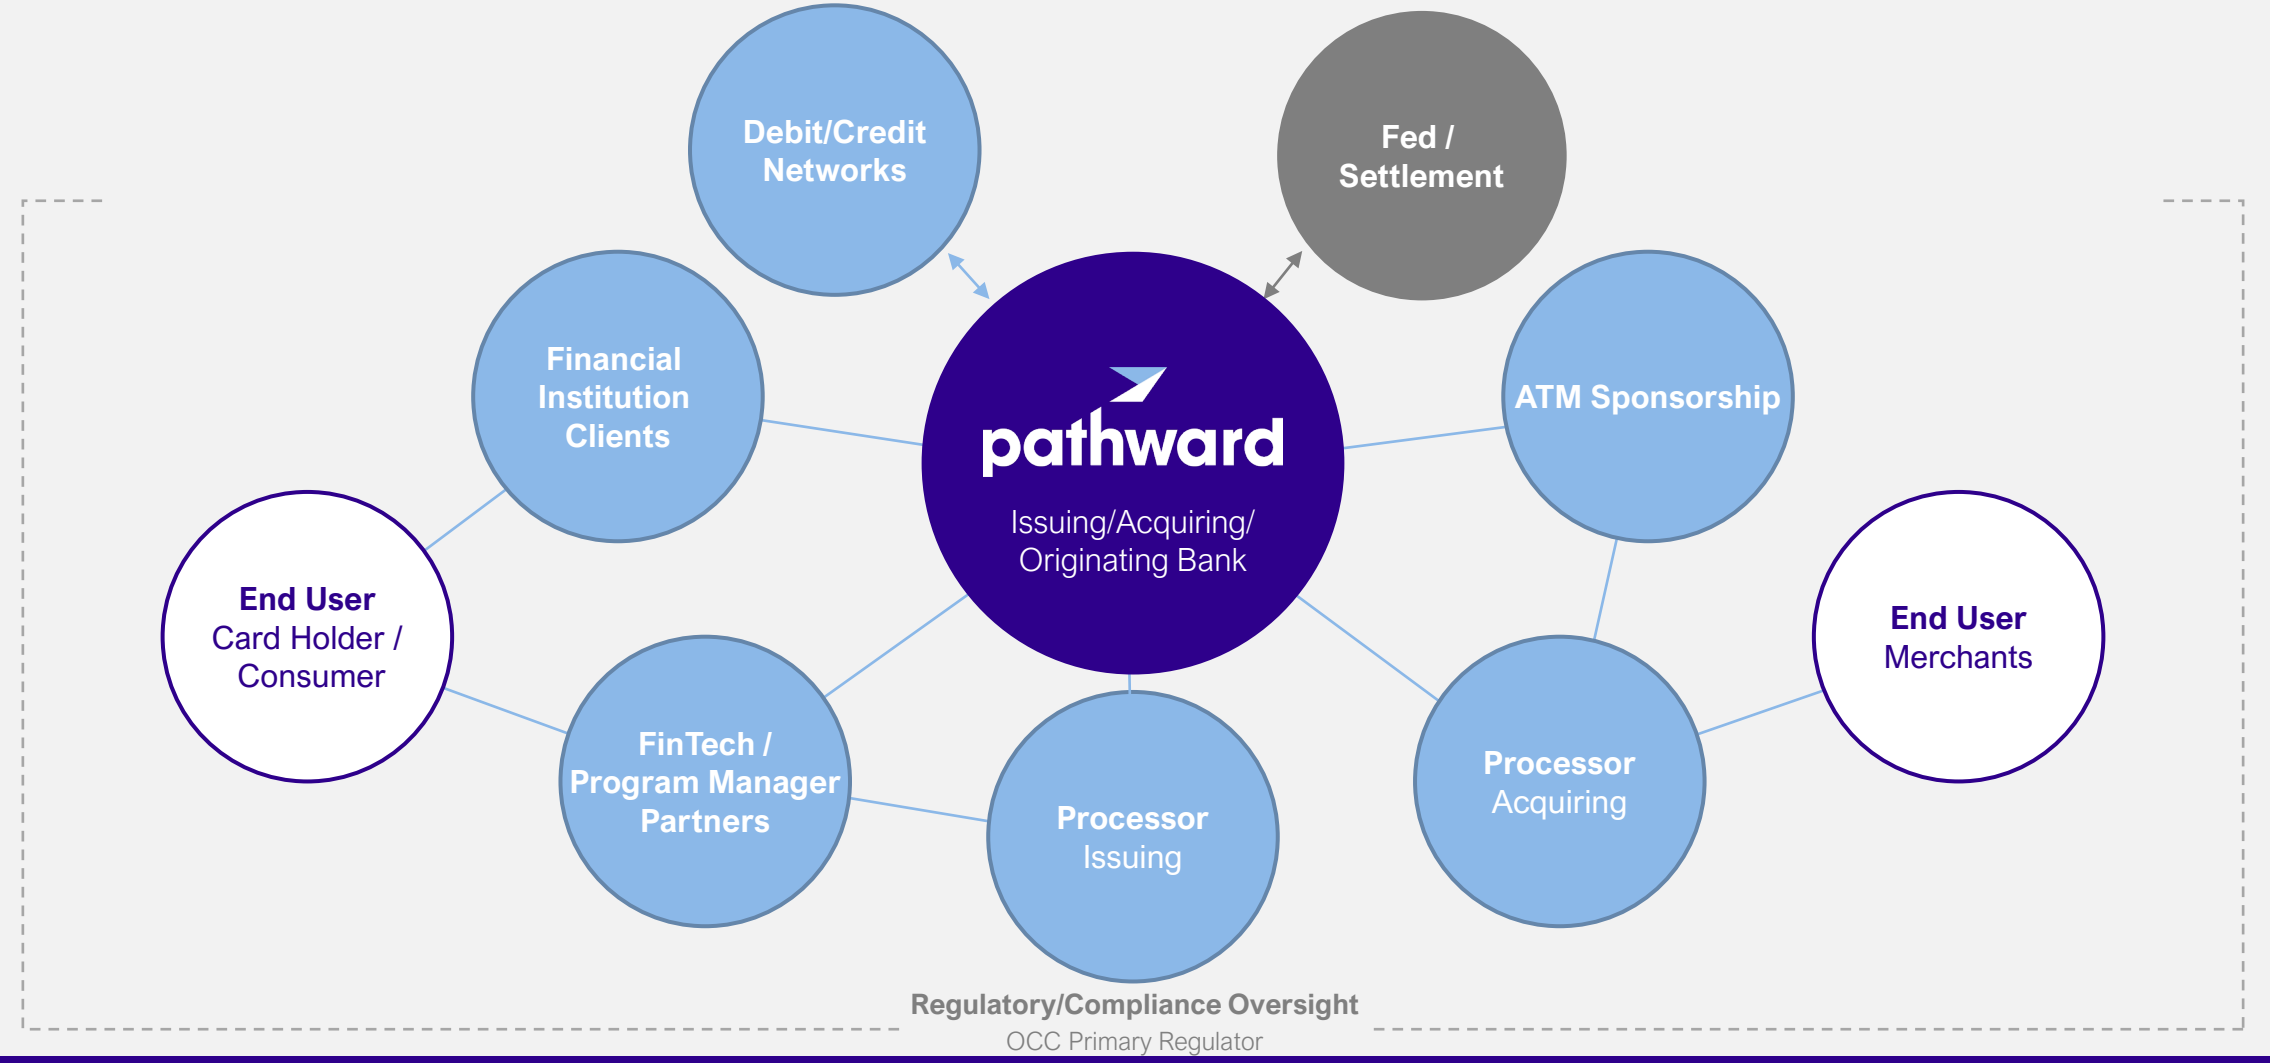 Debit/Credit
Networks
Fed /
Settlement
Financial
Institution
Clients
pathward
Issuing/Acquiring/
Originating Bank
ATM Sponsorship
End User
Card Holder /
Consumer
End User
Merchants
FinTech /
Program Manager
Partners
Processor
Issuing
Processor
Acquiring
Regulatory/Compliance Oversight
OCC Primary Regulator